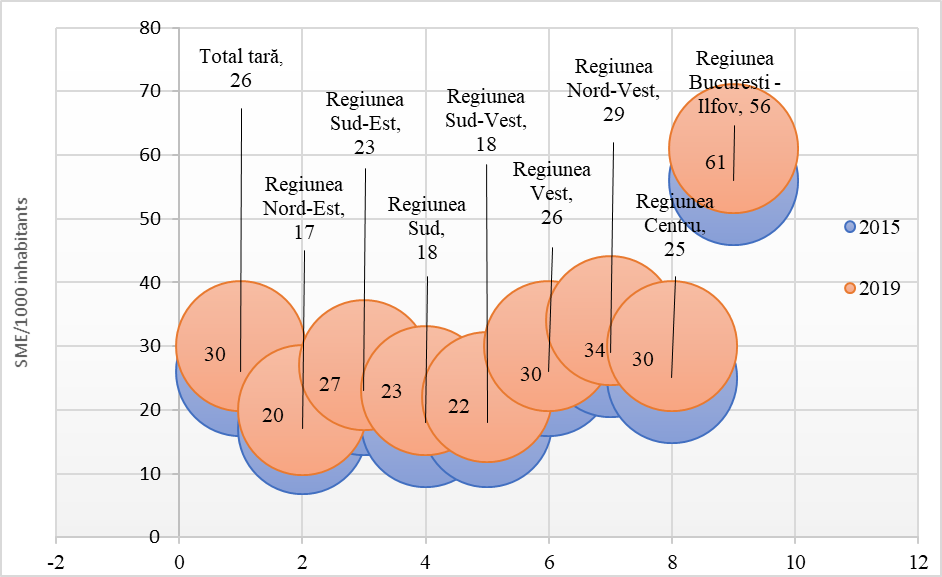 80
70
60
50
40
30
20
10
0
-2
0
2
4
6
8
10
12
SME/1000 inhabitants
Total tară,
26
Regiunea
Nord-Est,
17
Regiunea
Sud-Est,
23
Regiunea
Sud,
18
Regiunea
Sud-Vest,
18
Regiunea
Vest,
26
Regiunea
Nord-Vest,
29
Regiunea
Centru,
25
Regiunea
Bucuresti -
Ilfov, 56
30
20
27
23
22
30
34
30
61
2015
2019